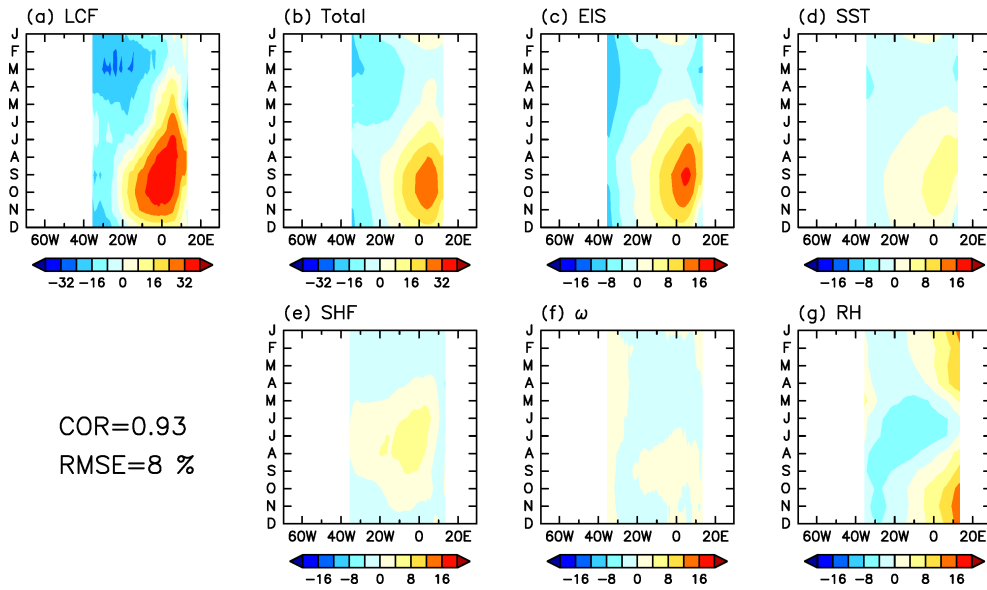 (a) LCF
(b) Total
(c) EIS
(d) SST
J
F
M
A
M
J
J
A
S
O
N
D
60W 40W 20W 0 20E
−32 −16 0 16 32
J
F
M
A
M
J
J
A
S
O
N
D
60W 40W 20W 0 20E
−32 −16 0 16 32
J
F
M
A
M
J
J
A
S
O
N
D
60W 40W 20W 0 20E
−16 −8 0 8 16
J
F
M
A
M
J
J
A
S
O
N
D
60W 40W 20W 0 20E
−16 −8 0 8 16
COR=0.93
RMSE=8 %
(e) SHF
(f) ω
(g) RH
J
F
M
A
M
J
J
A
S
O
N
D
60W 40W 20W 0 20E
−16 −8 0 8 16
J
F
M
A
M
J
J
A
S
O
N
D
60W 40W 20W 0 20E
−16 −8 0 8 16
J
F
M
A
M
J
J
A
S
O
N
D
60W 40W 20W 0 20E
−16 −8 0 8 16